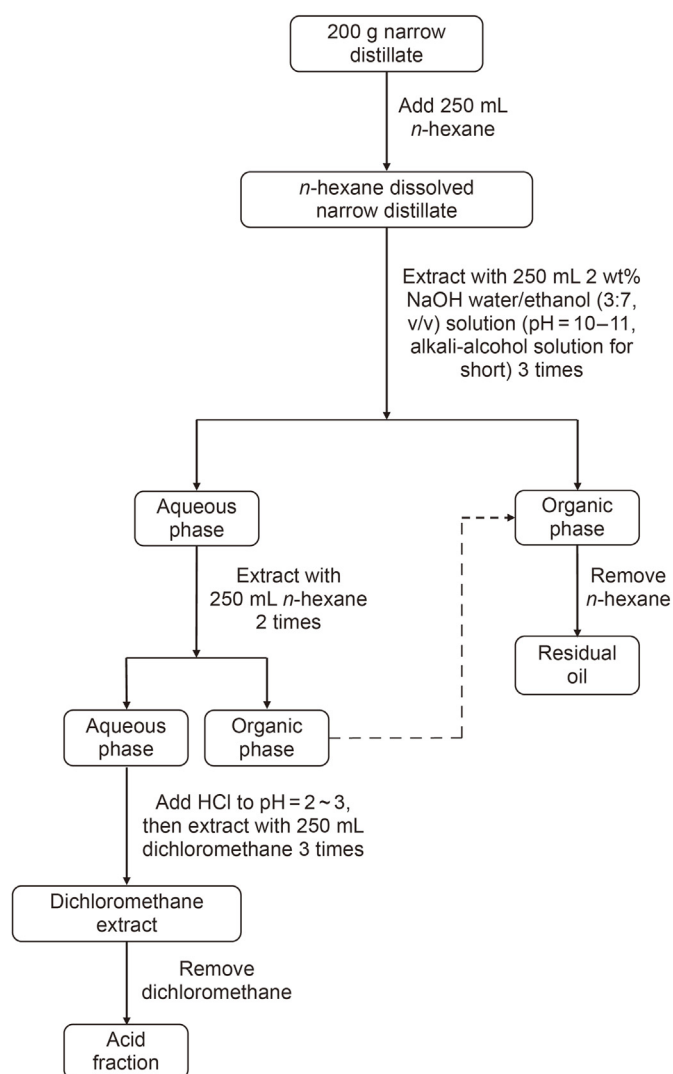 200 g narrow
distillate
Add 250 mL
n-hexane
n-hexane dissolved
narrow distillate
Extract with 250 mL 2 wt%
NaOH water/ethanol (3:7,
v/v) solution (pH = 10–11,
alkali-alcohol solution for
short) 3 times
Aqueous
phase
Organic
phase
Extract with
250 mL n-hexane
2 times
Remove
n-hexane
Residual
oil
Aqueous
phase
Organic
phase
Add HCl to pH = 2 ~ 3,
then extract with 250 mL
dichloromethane 3 times
Dichloromethane
extract
Remove
dichloromethane
Acid
fraction